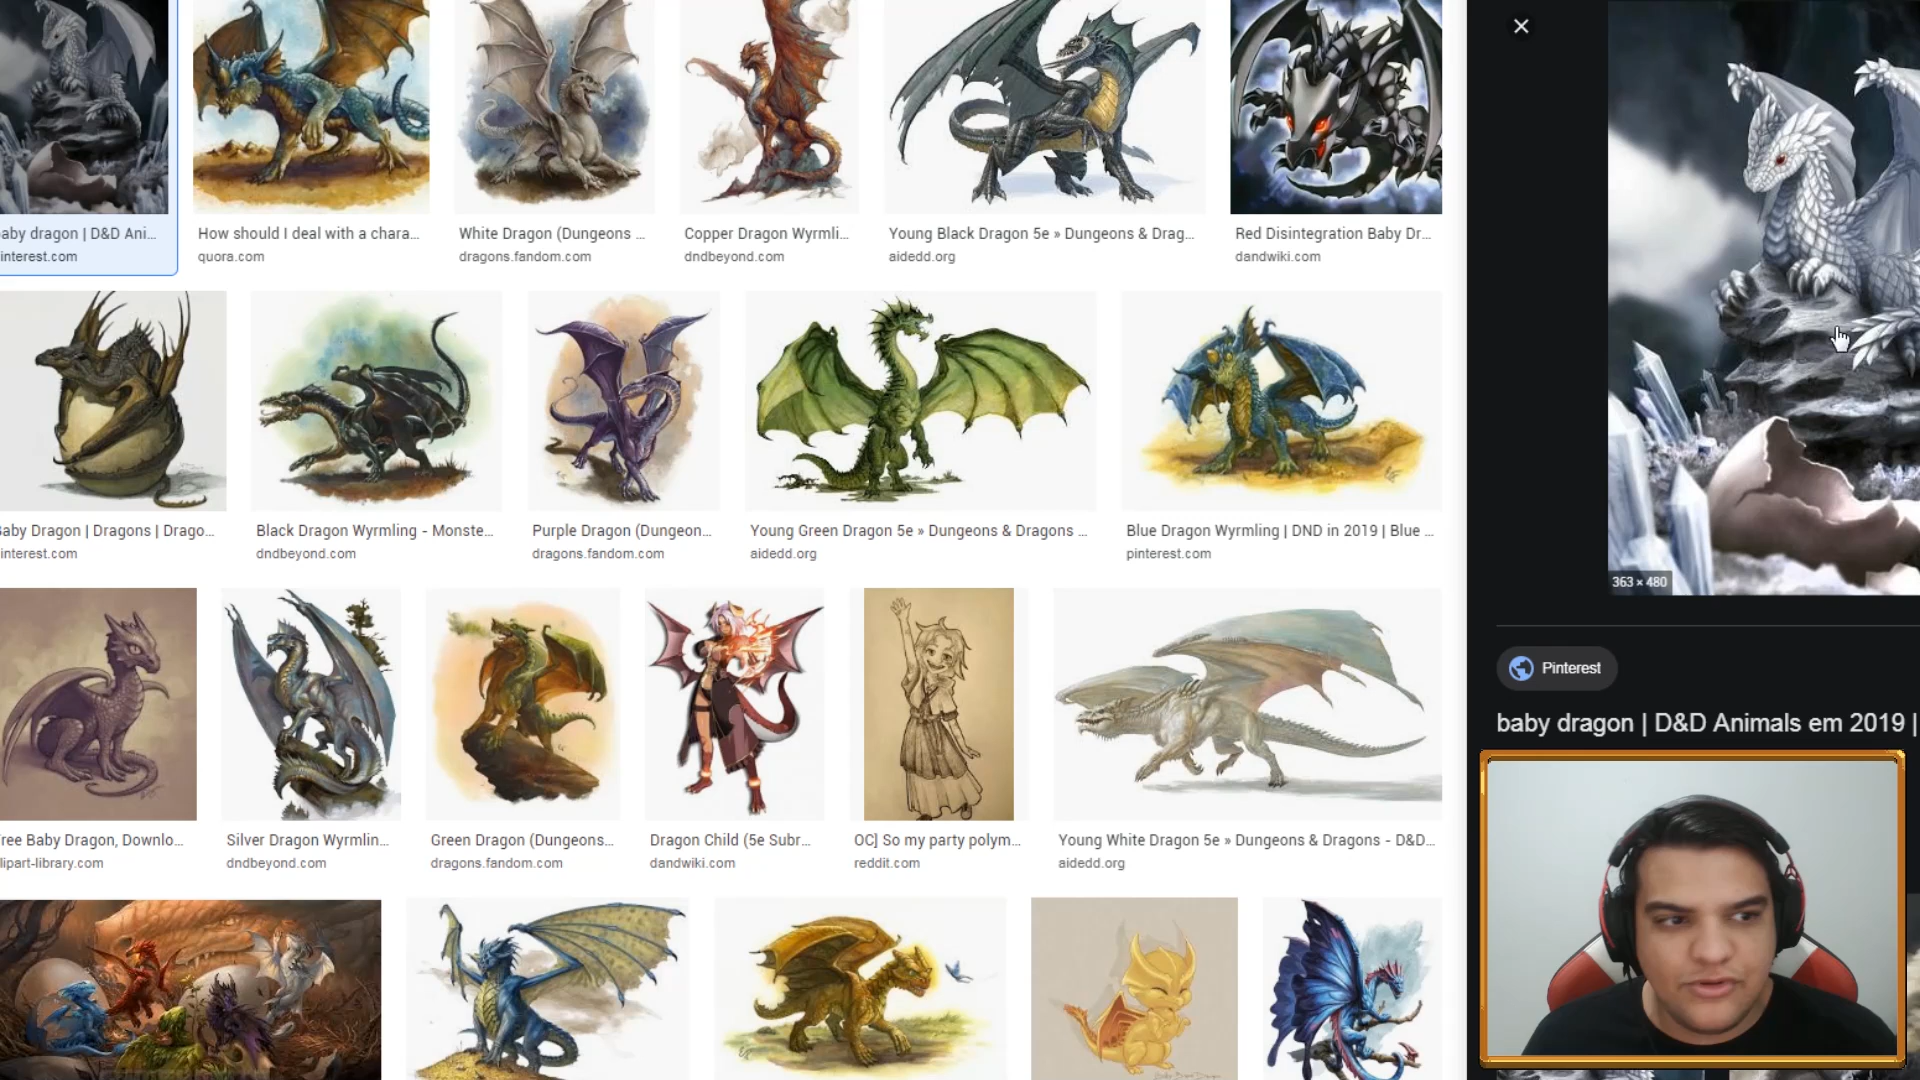 aby dragon | D&D Ani...
interest.com
How should I deal with a chara...
quora.com
White Dragon (Dungeons ...
dragons.fandom.com
Copper Dragon Wyrmli...
dndbeyond.com
Young Black Dragon 5e » Dungeons & Drag...
aidedd.org
Red Disintegration Baby Dr...
dandwiki.com
Baby Dragon | Dragons | Drago...
interest.com
Black Dragon Wyrmling - Monste...
dndbeyond.com
Purple Dragon (Dungeon...
dragons.fandom.com
Young Green Dragon 5e » Dungeons & Dragons ...
aidedd.org
Blue Dragon Wyrmling | DND in 2019 | Blue ...
pinterest.com
ree Baby Dragon, Downlo...
lipart-library.com
Silver Dragon Wyrmlin...
dndbeyond.com
Green Dragon (Dungeons...
dragons.fandom.com
Dragon Child (5e Subr...
dandwiki.com
OC] So my party polym...
reddit.com
Young White Dragon 5e » Dungeons & Dragons - D&D...
aidedd.org
363 × 480
Pinterest
baby dragon | D&D Animals em 2019 |